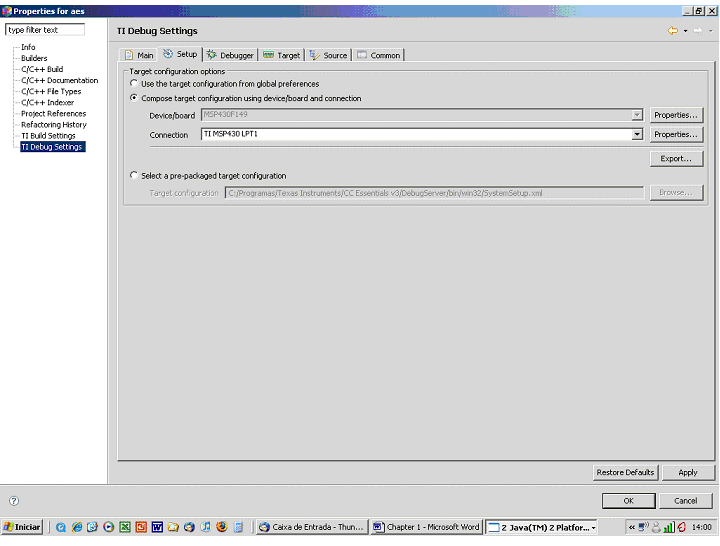 Properties for aes
type filter text
TI Debug Settings
Info
Builders
C/C++ Build
C/C++ Documentation
C/C++ File Types
C/C++ Indexer
Project References
Refactoring History
TI Build Settings
TI Debug Settings
Main Setup Debugger Target Source Common
Target configuration options
Use the target configuration from global preferences
Compose target configuration using device/board and connection
Device/board MSP430F149 Properties...
Connection TI MSP430 LPT1 Properties...
Export...
Select a pre-packaged target configuration
Target configuration C:/Programas/Texas Instruments/CC Essentials v3/DebugServer/bin/win32/SystemSetup.xml Browse...
Restore Defaults Apply
OK Cancel
Iniciar Caixa de Entrada - Thun... Chapter 1 - Microsoft Word 2 Java(TM) 2 Platfor... 14:00